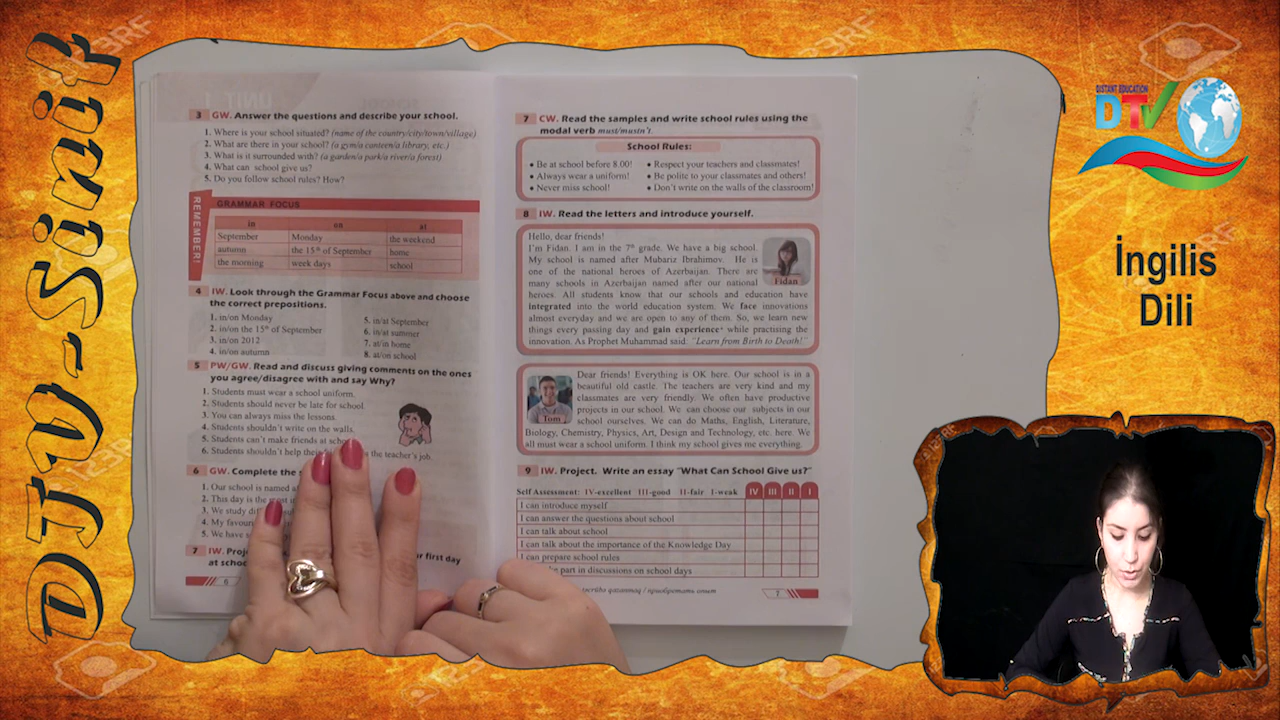 DTV-Sinif
3 GW. Answer the questions and describe your school.
1. Where is your school situated? (name of the country/city/town/village)
2. What are there in your school? (a gym/a canteen/a library, etc.)
3. What is it surrounded with? (a garden/a park/a river/a forest)
4. What can school give us?
5. Do you follow school rules? How?
REMEMBER!
GRAMMAR FOCUS
in on at
September Monday the weekend
autumn the 15th of September home
the morning week days school
4 IW. Look through the Grammar Focus above and choose
the correct prepositions.
1. in/on Monday
2. in/on the 15th of September
3. in/on 2012
4. in/on autumn
5. in/at September
6. in/at summer
7. at/in home
8. at/on school
5 PW/GW. Read and discuss giving comments on the ones
you agree/disagree with and say Why?
1. Students must wear a school uniform.
2. Students should never be late for school.
3. You can always miss the lessons.
4. Students shouldn't write on the walls.
5. Students can't make friends at school.
6. Students shouldn't help their the teacher's job.
6 GW. Complete the
1. Our school is named a
2. This day is the most i
3. We study dif
4. My favou
5. We have
7 IW. Proj ur first day
at schoo
6
7 CW. Read the samples and write school rules using the
modal verb must/mustn't.
School Rules:
• Be at school before 8.00!
• Always wear a uniform!
• Never miss school!
• Respect your teachers and classmates!
• Be polite to your classmates and others!
• Don't write on the walls of the classroom!
8 IW. Read the letters and introduce yourself.
Hello, dear friends!
I'm Fidan. I am in the 7th grade. We have a big school.
My school is named after Mubariz Ibrahimov. He is
one of the national heroes of Azerbaijan. There are
many schools in Azerbaijan named after our national
heroes. All students know that our schools and education have
integrated into the world education system. We face innovations
almost everyday and we are open to any of them. So, we learn new
things every passing day and gain experience* while practising the
innovation. As Prophet Muhammad said: "Learn from Birth to Death!"
Fidan
Dear friends! Everything is OK here. Our school is in a
beautiful old castle. The teachers are very kind and my
classmates are very friendly. We often have productive
projects in our school. We can choose our subjects in our
school ourselves. We can do Maths, English, Literature,
Biology, Chemistry, Physics, Art, Design and Technology, etc. here. We
all must wear a school uniform. I think my school gives me everything.
Tom
9 IW. Project. Write an essay "What Can School Give us?"
Self Assessment: IV-excellent III-good II-fair I-weak IV III II I
I can introduce myself
I can answer the questions about school
I can talk about school
I can talk about the importance of the Knowledge Day
I can prepare school rules
part in discussions on school days
təcrübə qazanmaq / приобретать опыт
7
DISTANT EDUCATION
DTV
İngilis
Dili